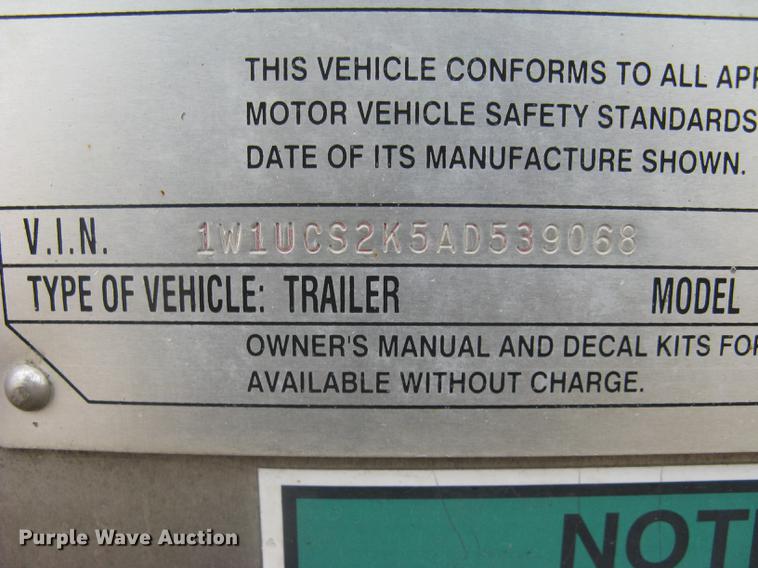 THIS VEHICLE CONFORMS TO ALL APP
MOTOR VEHICLE SAFETY STANDARDS
DATE OF ITS MANUFACTURE SHOWN.
V.I.N. 1W1UCS2K5AD539068
TYPE OF VEHICLE: TRAILER MODEL
OWNER'S MANUAL AND DECAL KITS FOR
AVAILABLE WITHOUT CHARGE.
NOTI
Purple Wave Auction